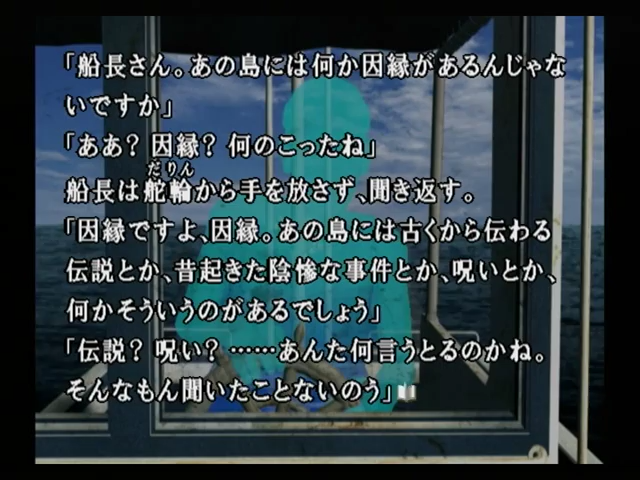 「船長さん。あの島には何か因縁があるんじゃな
いですか」
「ああ？ 因縁？ 何のこったね」
だりん
船長は舵輪から手を放さず、聞き返す。
「因縁ですよ、因縁。あの島には古くから伝わる
伝説とか、昔起きた陰惨な事件とか、呪いとか、
何かそういうのがあるでしょう」
「伝説？ 呪い？ ……あんた何言うとるのかね。
そんなもん聞いたことないのう」